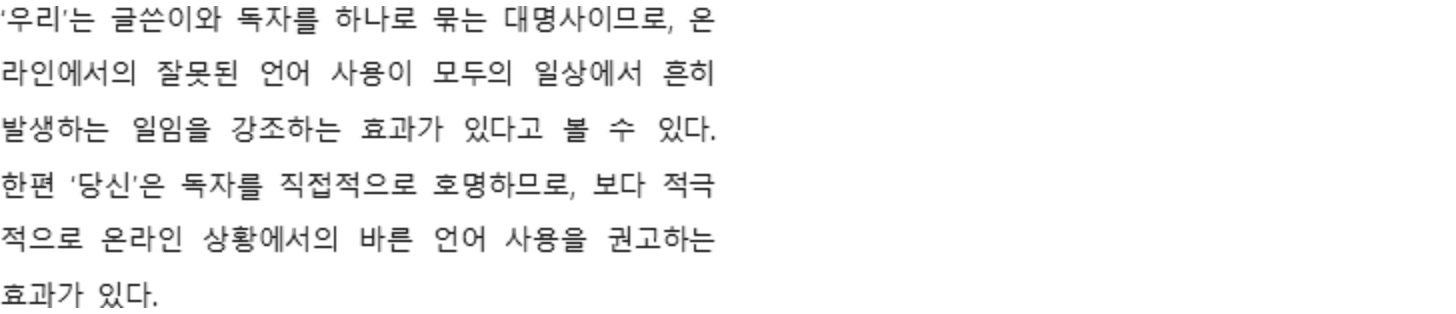 ‘우리’는 글쓴이와 독자를 하나로 묶는 대명사이므로, 온
라인에서의 잘못된 언어 사용이 모두의 일상에서 흔히
발생하는 일임을 강조하는 효과가 있다고 볼 수 있다.
한편 ‘당신’은 독자를 직접적으로 호명하므로, 보다 적극
적으로 온라인 상황에서의 바른 언어 사용을 권고하는
효과가 있다.